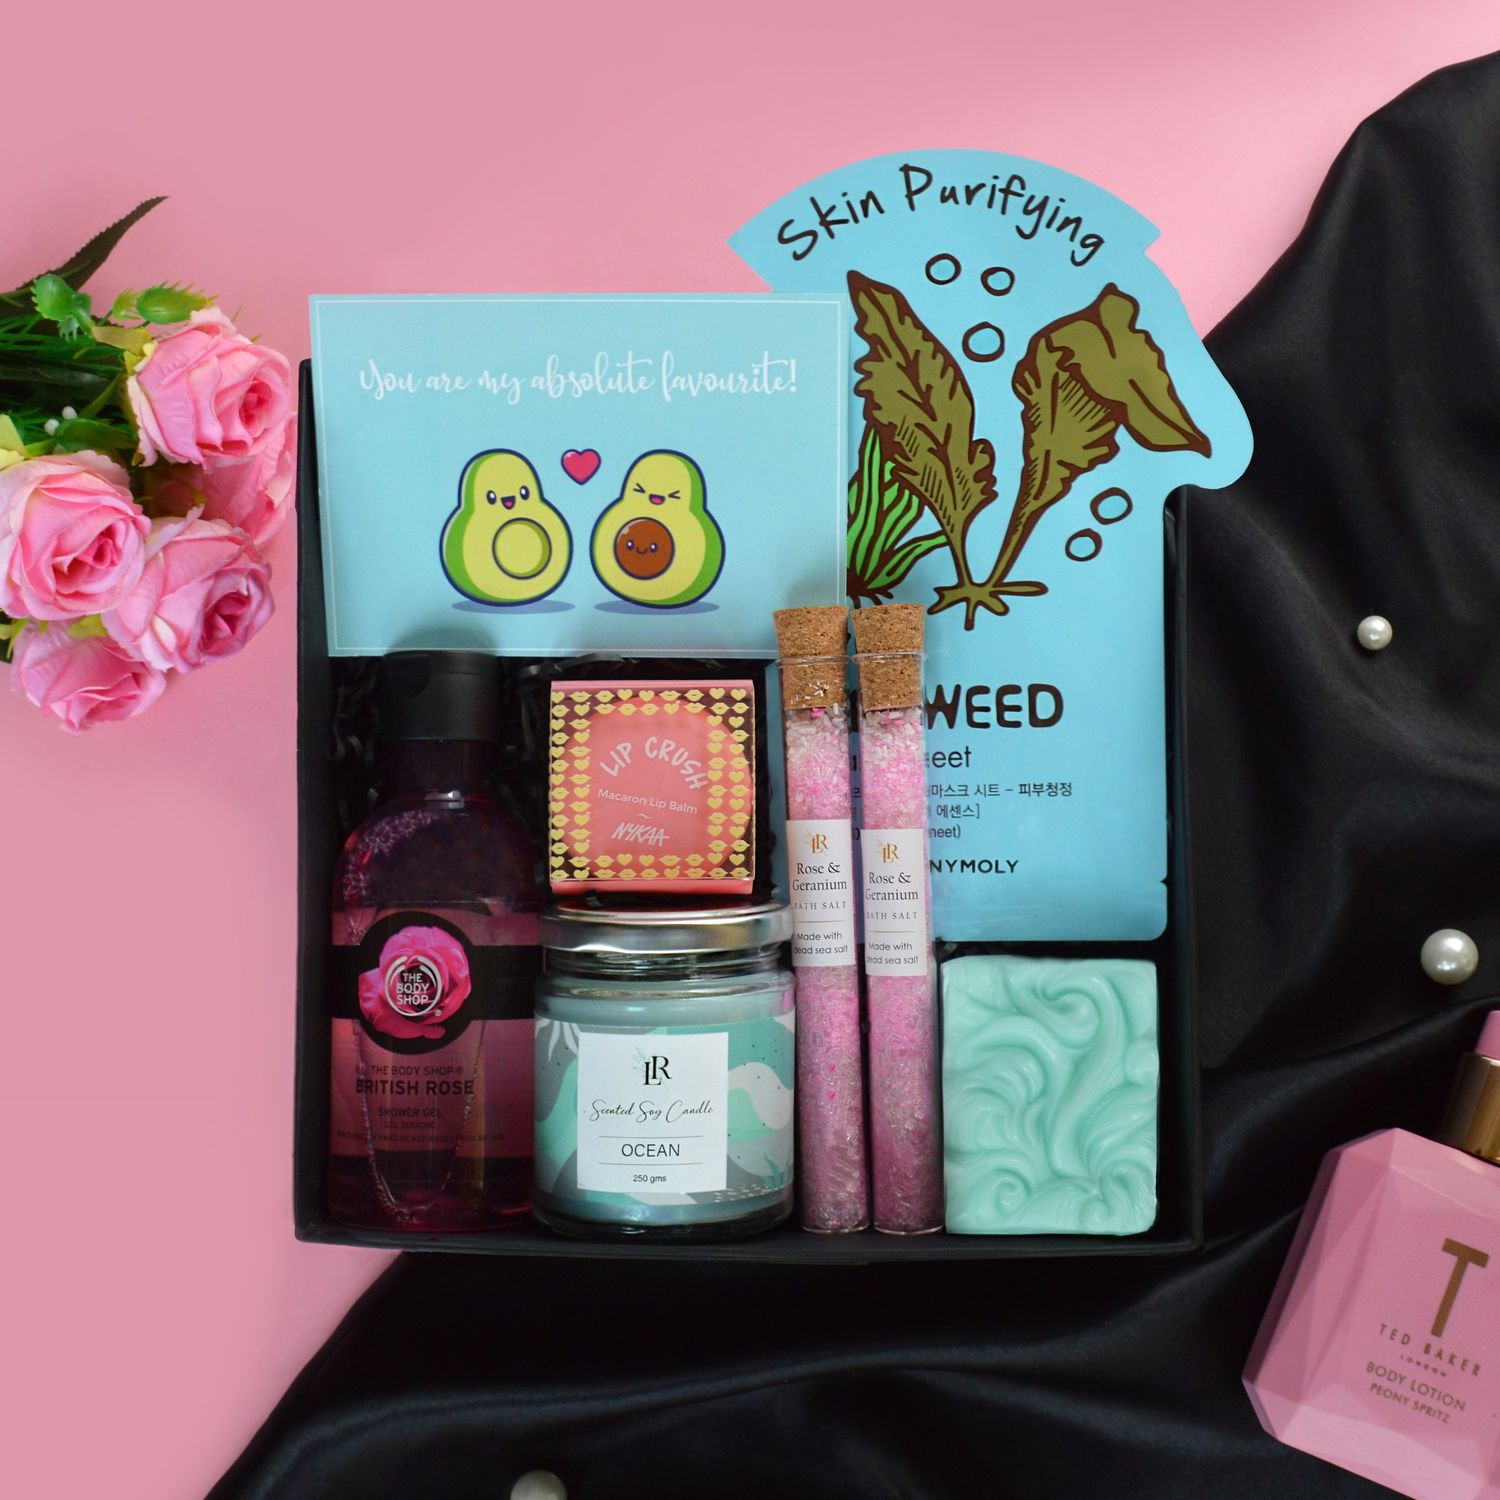 Skin Purifying
You are my absolute favourite!
WEED
eet
마스크 시트 - 피부청정
에센스]
neet)
NYMOLY
LIP CRUSH
Macaron Lip Balm
NYKAA
LR
Rose &
Geranium
BATH SALT
Made with
dead sea salt
LR
Rose &
Geranium
BATH SALT
Made with
dead sea salt
THE
BODY
SHOP
®
THE BODY SHOP®
BRITISH ROSE
SHOWER GEL
GEL DOUCHE
LR
Scented Soy Candle
OCEAN
250 gms
T
TED BAKER
LONDON
BODY LOTION
PEONY SPRITZ